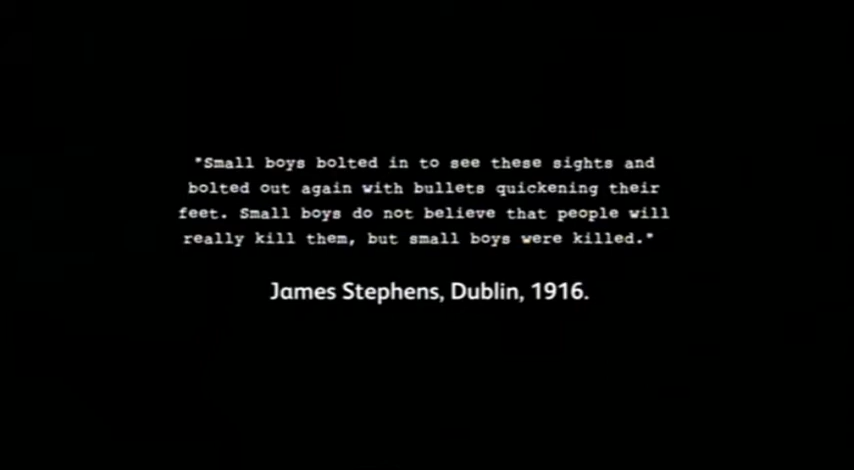 "Small boys bolted in to see these sights and
bolted out again with bullets quickening their
feet. Small boys do not believe that people will
really kill them, but small boys were killed."
James Stephens, Dublin, 1916.